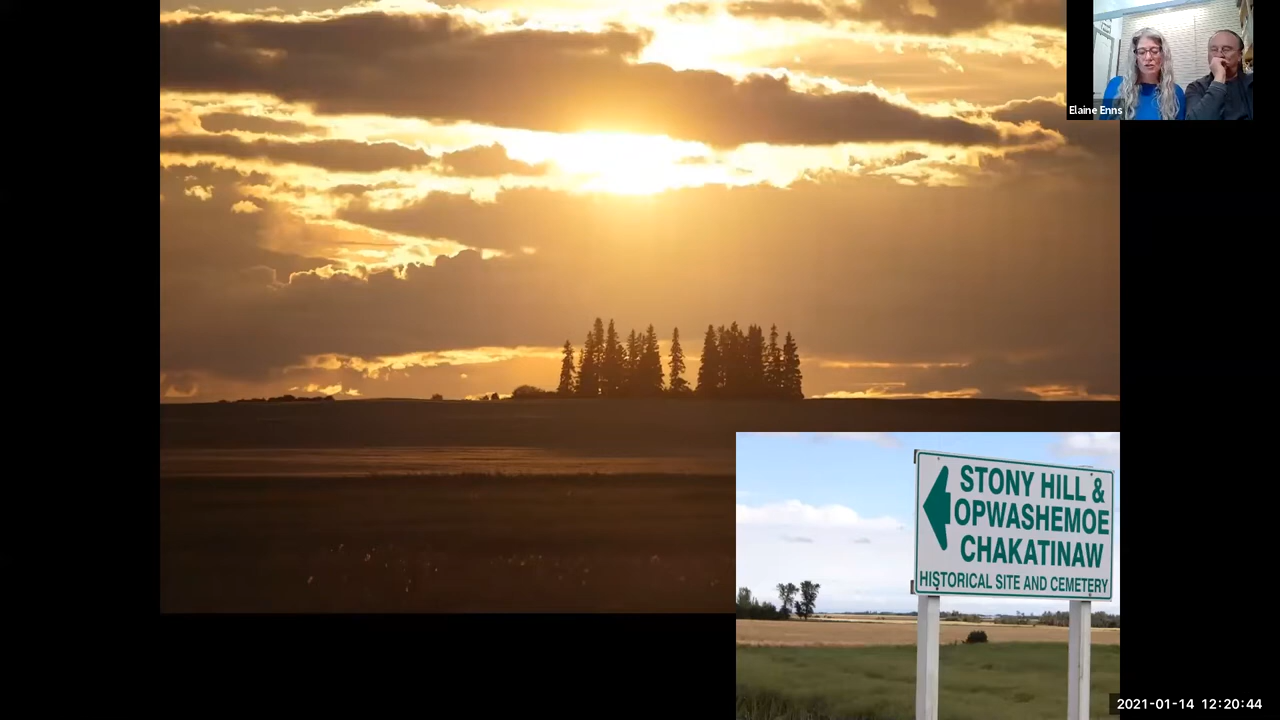 Elaine Enns
STONY HILL &
OPWASHEMOE
CHAKATINAW
HISTORICAL SITE AND CEMETERY
2021-01-14 12:20:44